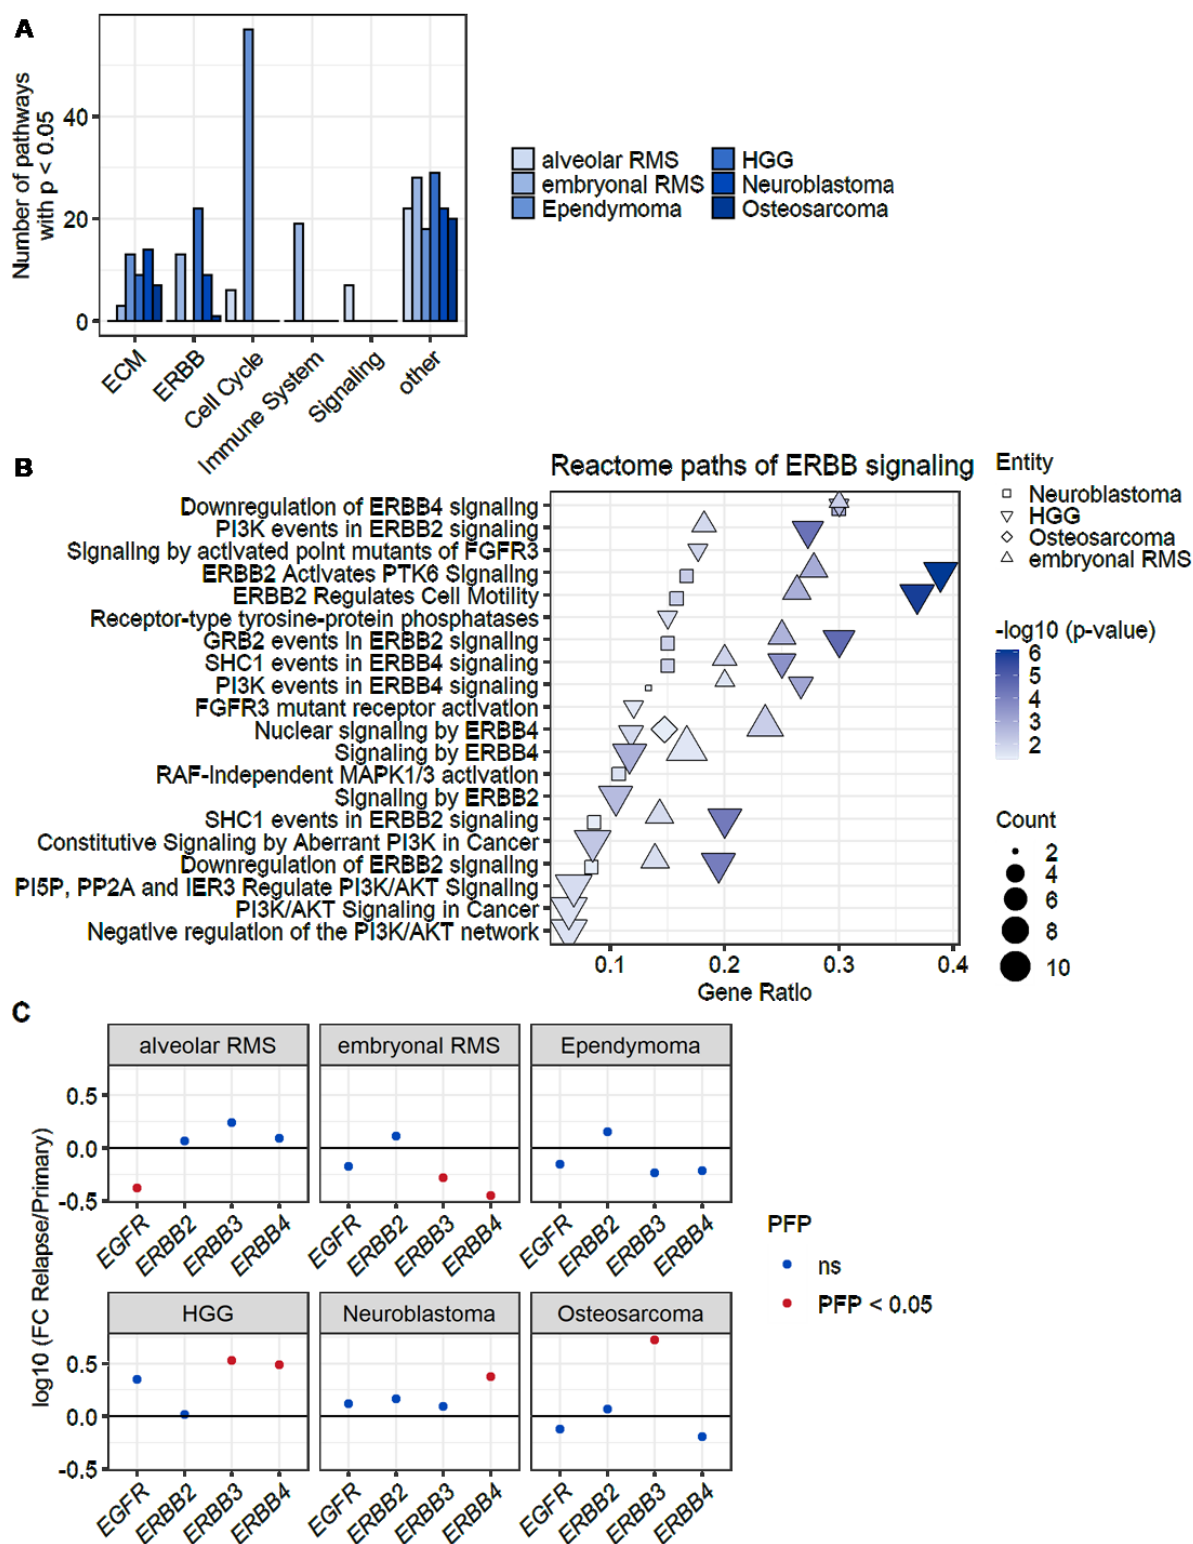 A
Number of pathways
with p < 0.05
40
20
0
ECM
ERBB
Cell Cycle
Immune System
Signaling
other
alveolar RMS
embryonal RMS
Ependymoma
HGG
Neuroblastoma
Osteosarcoma
B
Reactome paths of ERBB signaling
Downregulation of ERBB4 signaling
PI3K events in ERBB2 signaling
Signaling by activated point mutants of FGFR3
ERBB2 Activates PTK6 Signaling
ERBB2 Regulates Cell Motility
Receptor-type tyrosine-protein phosphatases
GRB2 events in ERBB2 signaling
SHC1 events in ERBB4 signaling
PI3K events in ERBB4 signaling
FGFR3 mutant receptor activation
Nuclear signaling by ERBB4
Signaling by ERBB4
RAF-independent MAPK1/3 activation
Signaling by ERBB2
SHC1 events in ERBB2 signaling
Constitutive Signaling by Aberrant PI3K in Cancer
Downregulation of ERBB2 signaling
PI5P, PP2A and IER3 Regulate PI3K/AKT Signaling
PI3K/AKT Signaling in Cancer
Negative regulation of the PI3K/AKT network
0.1
0.2
0.3
0.4
Gene Ratio
Entity
Neuroblastoma
HGG
Osteosarcoma
embryonal RMS
-log10 (p-value)
6
5
4
3
2
Count
2
4
6
8
10
C
log10 (FC Relapse/Primary)
alveolar RMS
embryonal RMS
Ependymoma
0.5
0.0
-0.5
EGFR
ERBB2
ERBB3
ERBB4
EGFR
ERBB2
ERBB3
ERBB4
EGFR
ERBB2
ERBB3
ERBB4
HGG
Neuroblastoma
Osteosarcoma
0.5
0.0
-0.5
EGFR
ERBB2
ERBB3
ERBB4
EGFR
ERBB2
ERBB3
ERBB4
EGFR
ERBB2
ERBB3
ERBB4
PFP
ns
PFP < 0.05